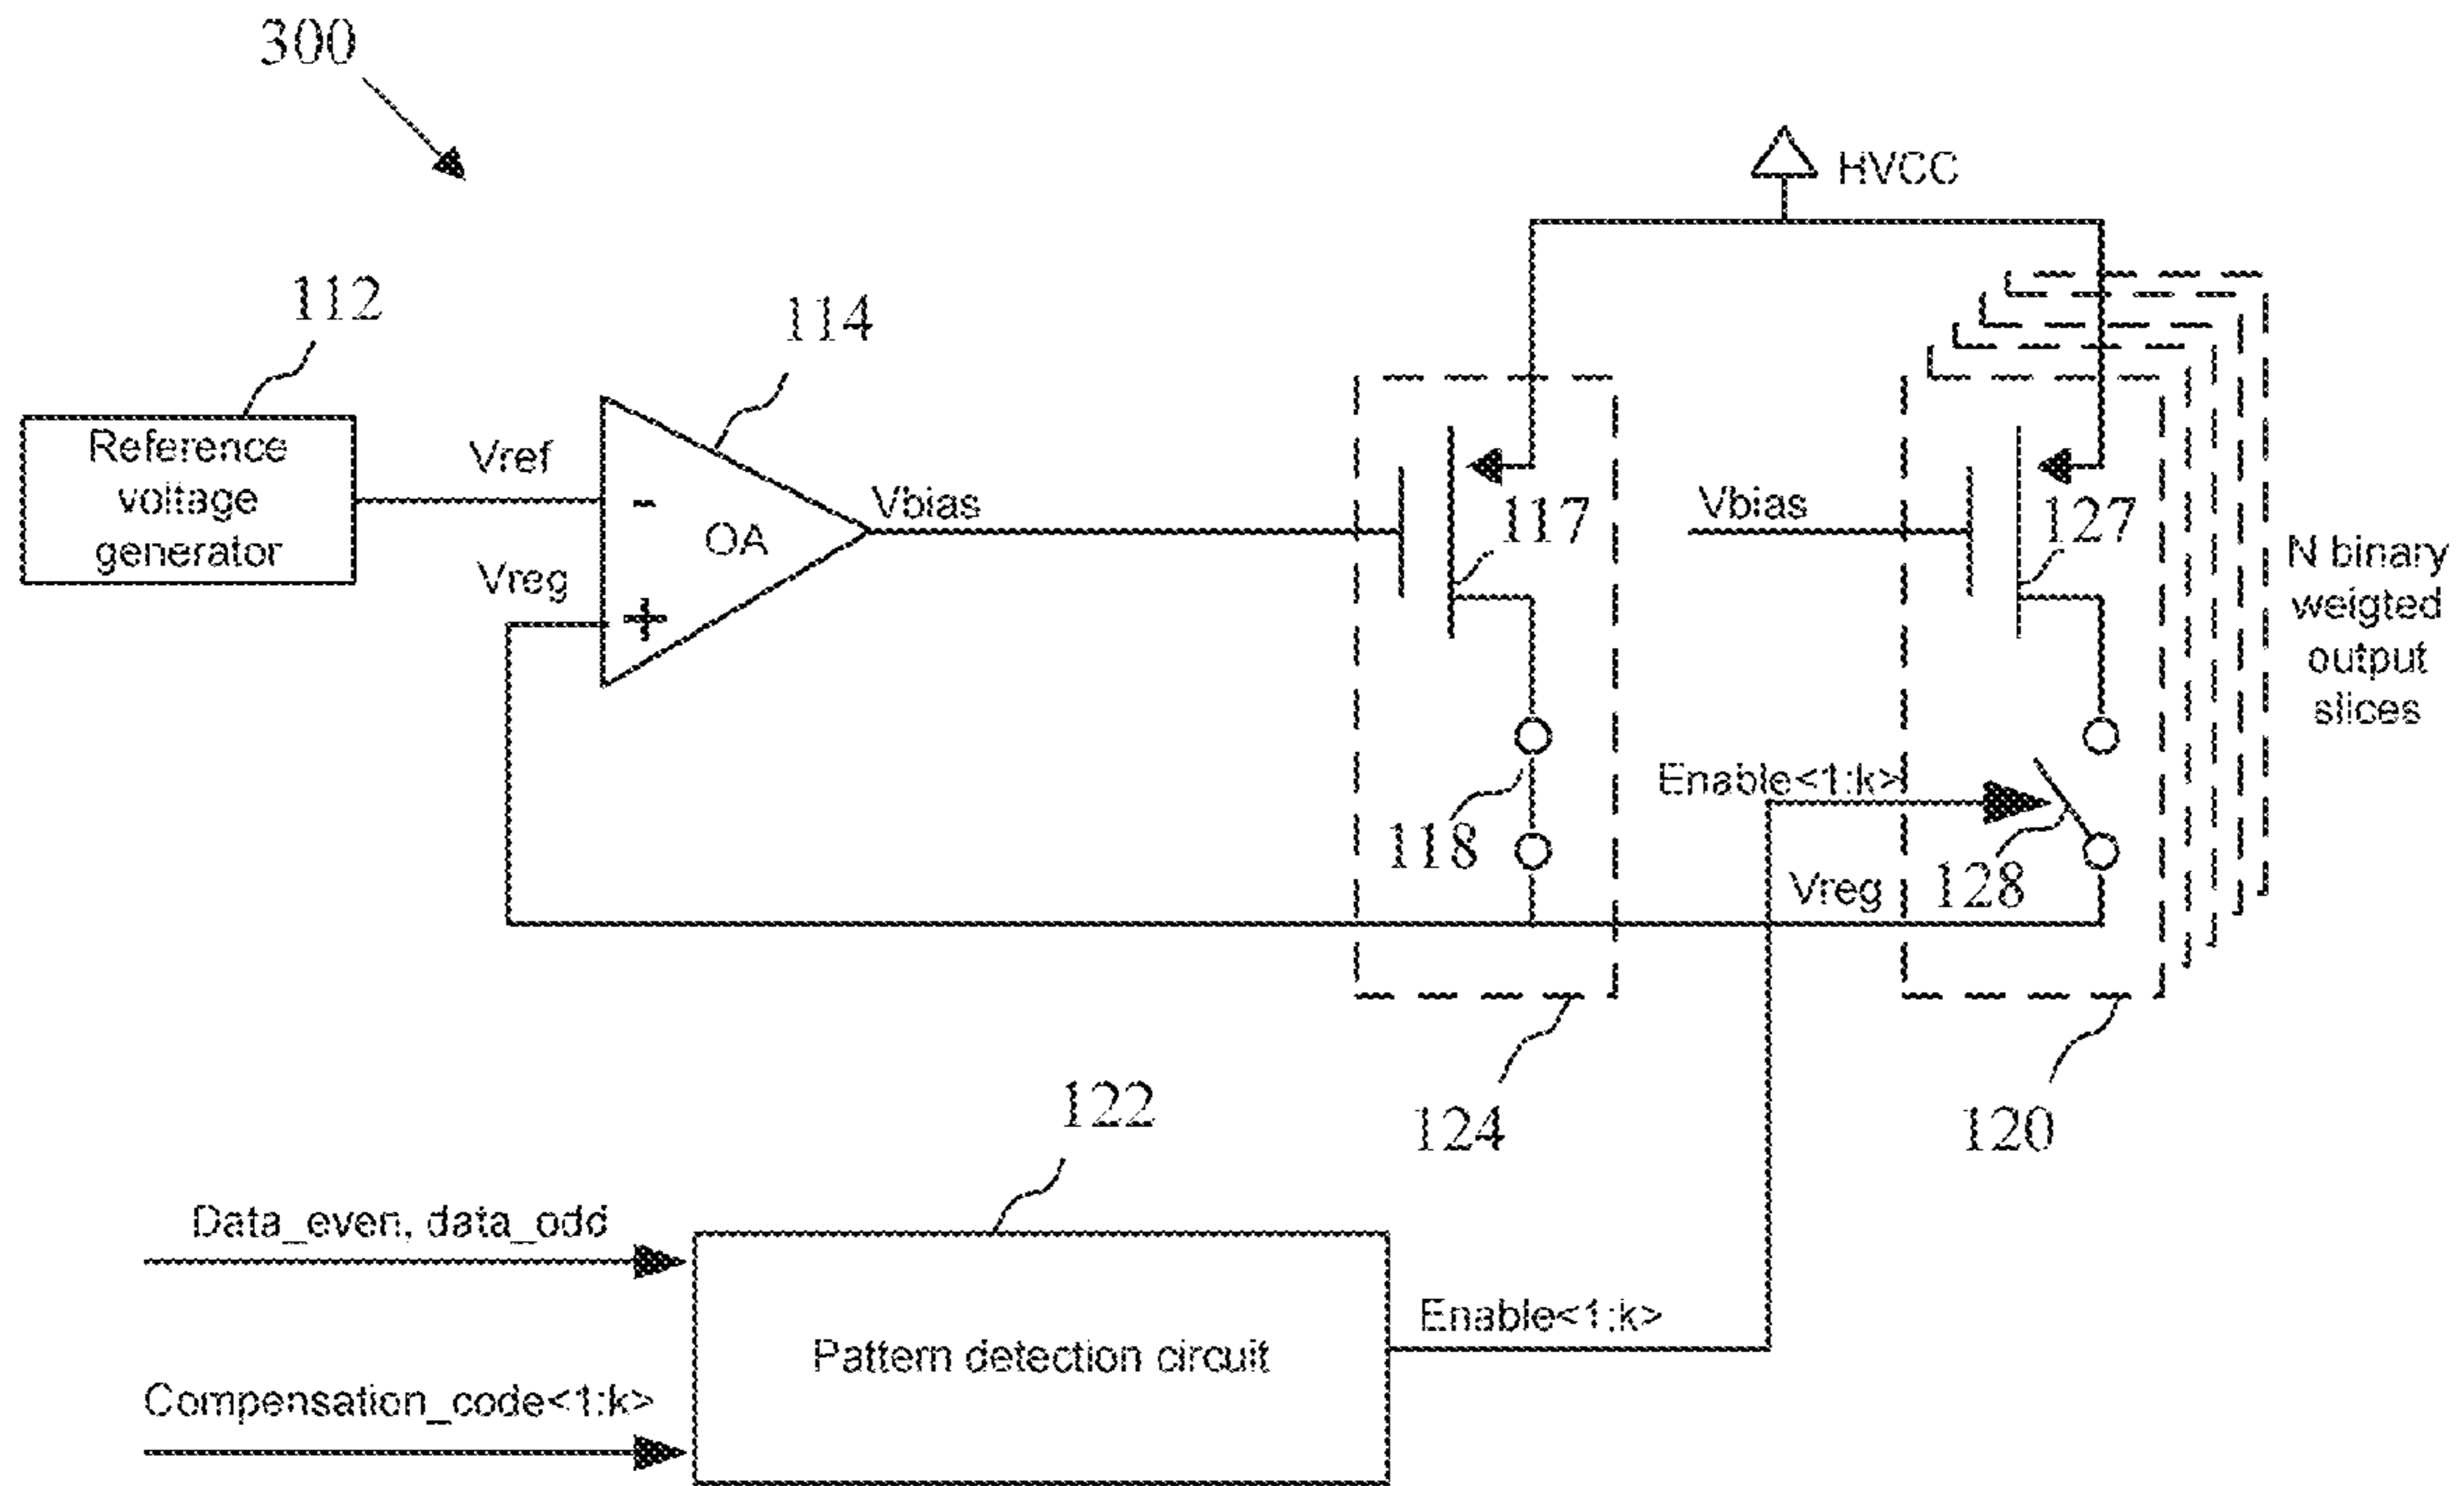 300
HVCC
112
114
Reference
voltage
generator
Vref
-
OA
Vreg
+
Vbias
117
Vbias
127
N binary
weigted
output
slices
118
Enable<1:k>
128
Vreg
124
120
122
Data_even, data_odd
Compensation_code<1:k>
Pattern detection circuit
Enable<1:k>